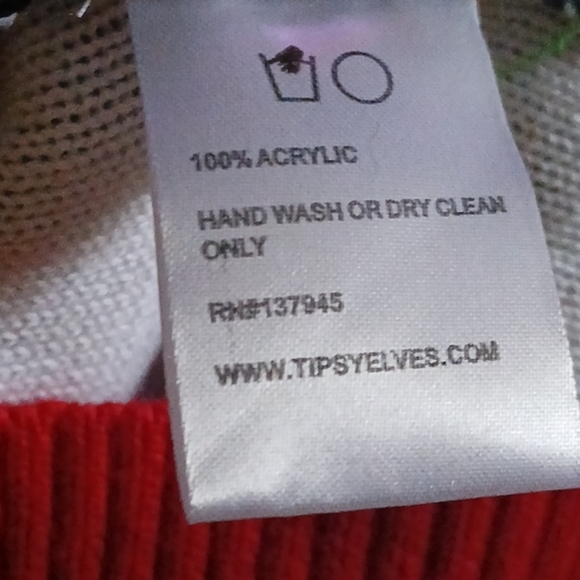 100% ACRYLIC
HAND WASH OR DRY CLEAN
ONLY
RN#137945
WWW.TIPSYELVES.COM